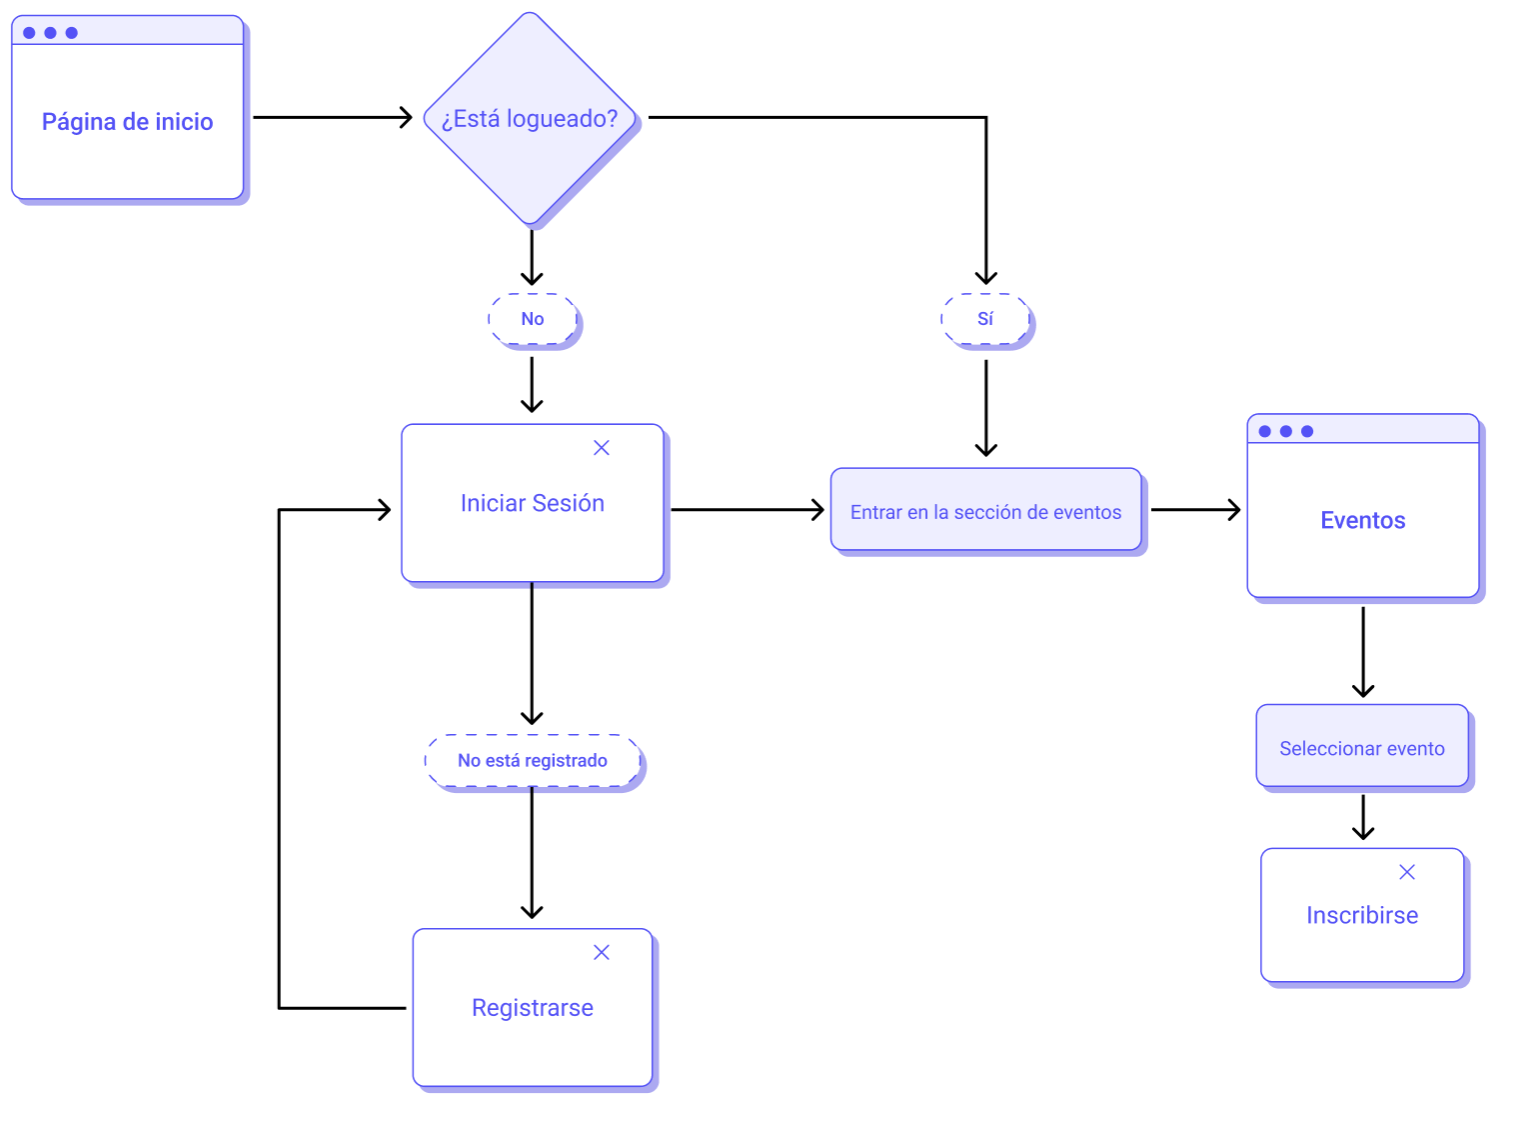 Página de inicio
¿Está logueado?
No
Sí
Iniciar Sesión
Entrar en la sección de eventos
Eventos
No está registrado
Seleccionar evento
Inscribirse
Registrarse